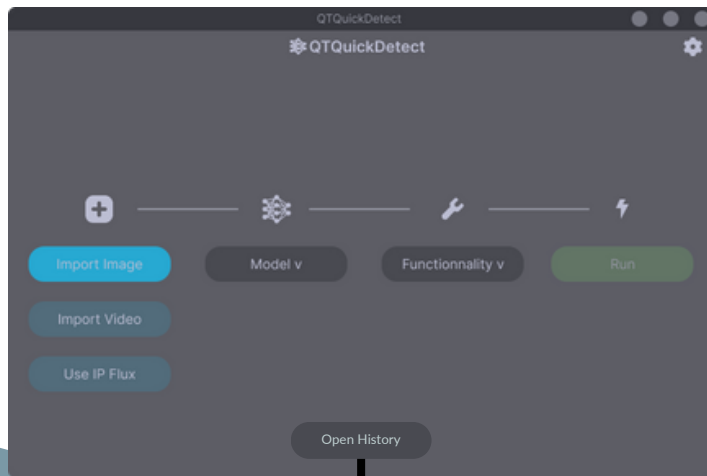 QTQuickDetect
QTQuickDetect
Import Image
Model v
Functionnality v
Run
Import Video
Use IP Flux
Open History